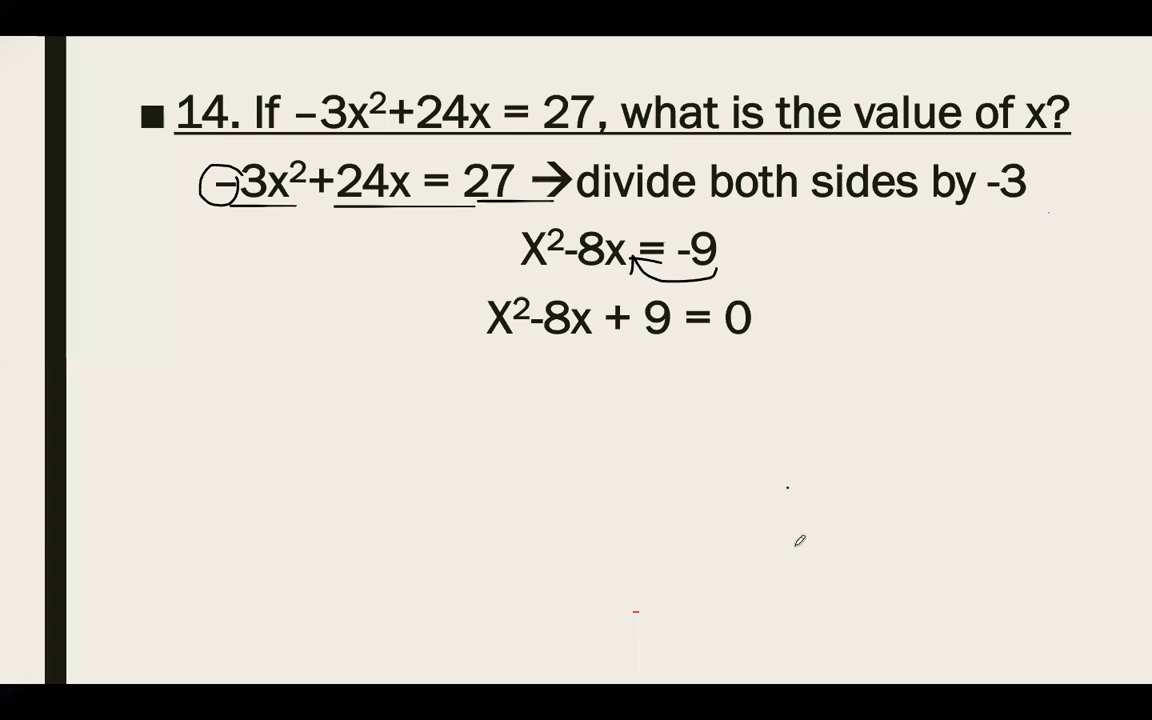 ■ 14. If –3x²+24x = 27, what is the value of x?
–3x²+24x = 27 →divide both sides by -3
X²-8x = -9
X²-8x + 9 = 0